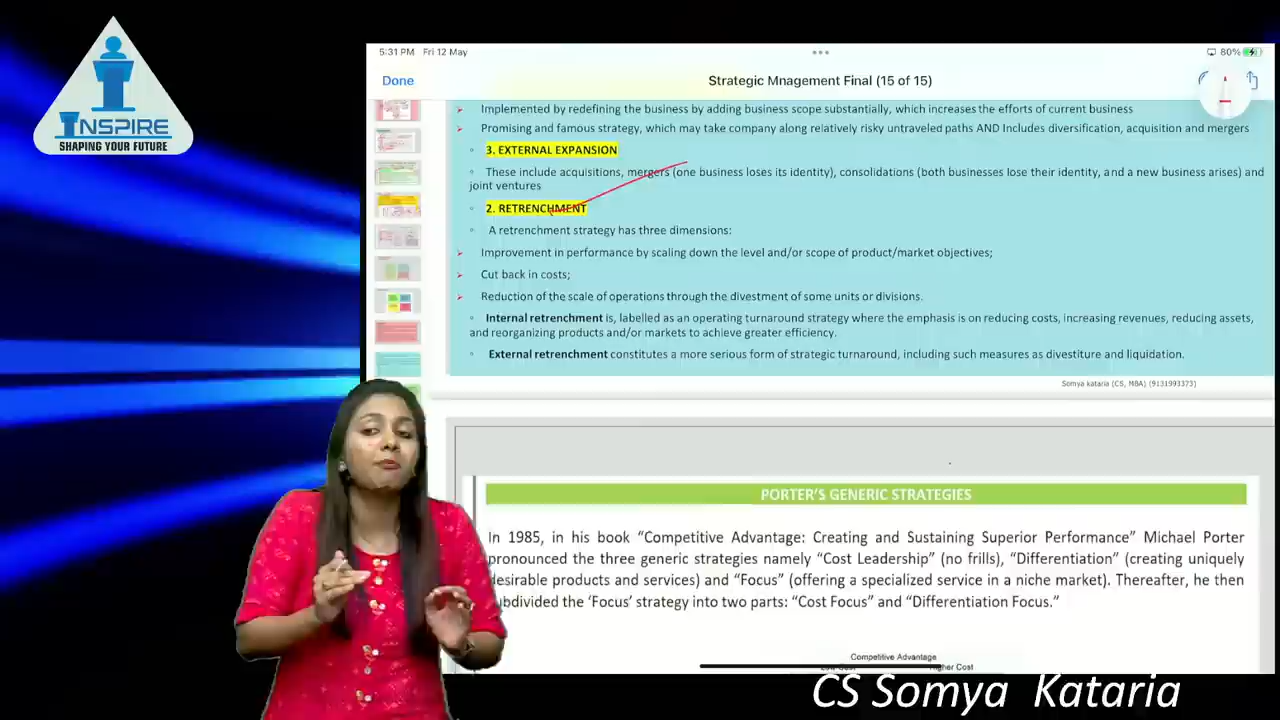 INSPIRE
SHAPING YOUR FUTURE
5:31 PM Fri 12 May
80%
Done
Strategic Mnagement Final (15 of 15)
Implemented by redefining the business by adding business scope substantially, which increases the efforts of current business
Promising and famous strategy, which may take company along relatively risky untraveled paths AND Includes diversification, acquisition and mergers
3. EXTERNAL EXPANSION
These include acquisitions, mergers (one business loses its identity), consolidations (both businesses lose their identity, and a new business arises) and
joint ventures
2. RETRENCHMENT
A retrenchment strategy has three dimensions:
Improvement in performance by scaling down the level and/or scope of product/market objectives;
Cut back in costs;
Reduction of the scale of operations through the divestment of some units or divisions.
Internal retrenchment is, labelled as an operating turnaround strategy where the emphasis is on reducing costs, increasing revenues, reducing assets,
and reorganizing products and/or markets to achieve greater efficiency.
External retrenchment constitutes a more serious form of strategic turnaround, including such measures as divestiture and liquidation.
Somya kataria (CS, MBA) (9131993373)
PORTER'S GENERIC STRATEGIES
In 1985, in his book “Competitive Advantage: Creating and Sustaining Superior Performance” Michael Porter
pronounced the three generic strategies namely “Cost Leadership” (no frills), “Differentiation” (creating uniquely
desirable products and services) and “Focus” (offering a specialized service in a niche market). Thereafter, he then
subdivided the ‘Focus’ strategy into two parts: “Cost Focus” and “Differentiation Focus.”
Competitive Advantage
Cost
CS Somya Kataria